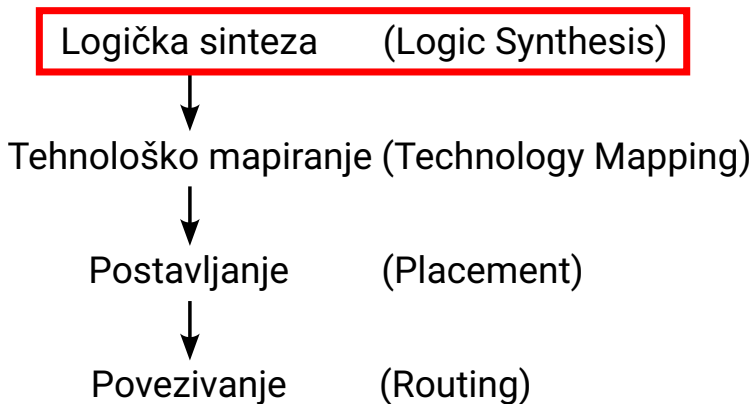 Logička sinteza (Logic Synthesis)
Tehnološko mapiranje (Technology Mapping)
Postavljanje (Placement)
Povezivanje (Routing)